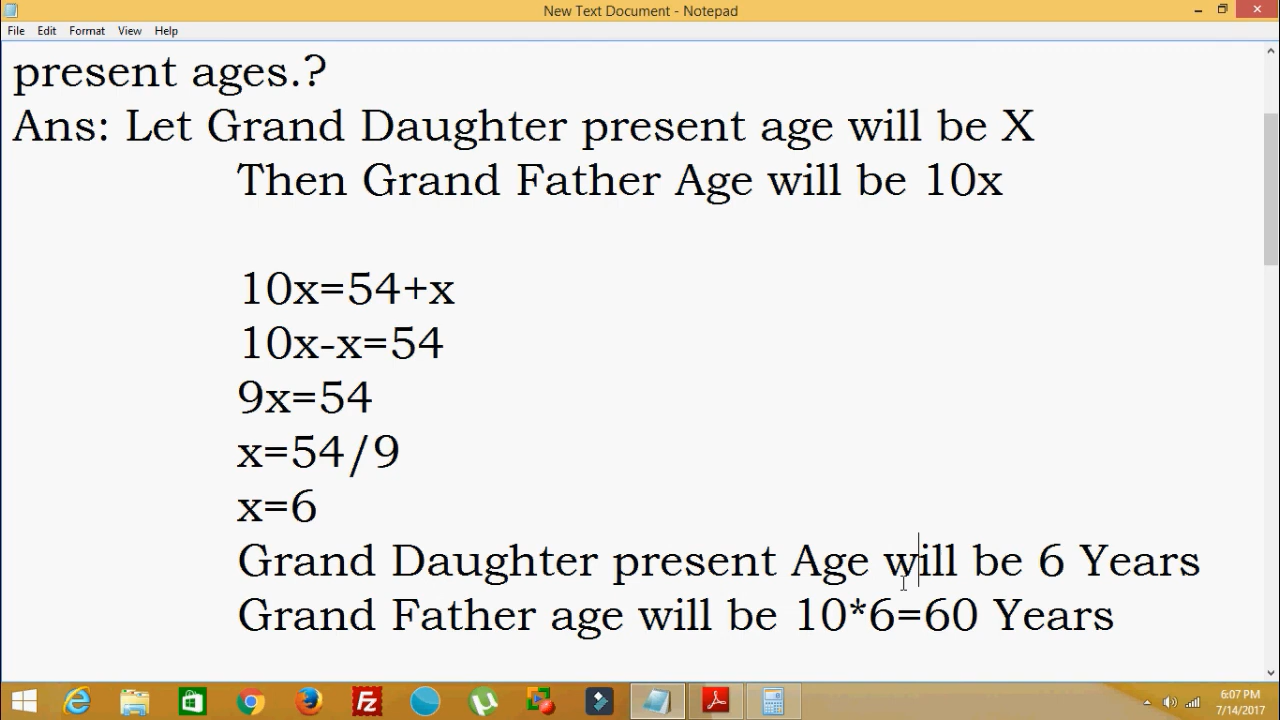 New Text Document - Notepad
File Edit Format View Help
present ages.?
Ans: Let Grand Daughter present age will be X
Then Grand Father Age will be 10x
10x=54+x
10x-x=54
9x=54
x=54/9
x=6
Grand Daughter present Age will be 6 Years
Grand Father age will be 10*6=60 Years
Fz
6:07 PM
7/14/2017